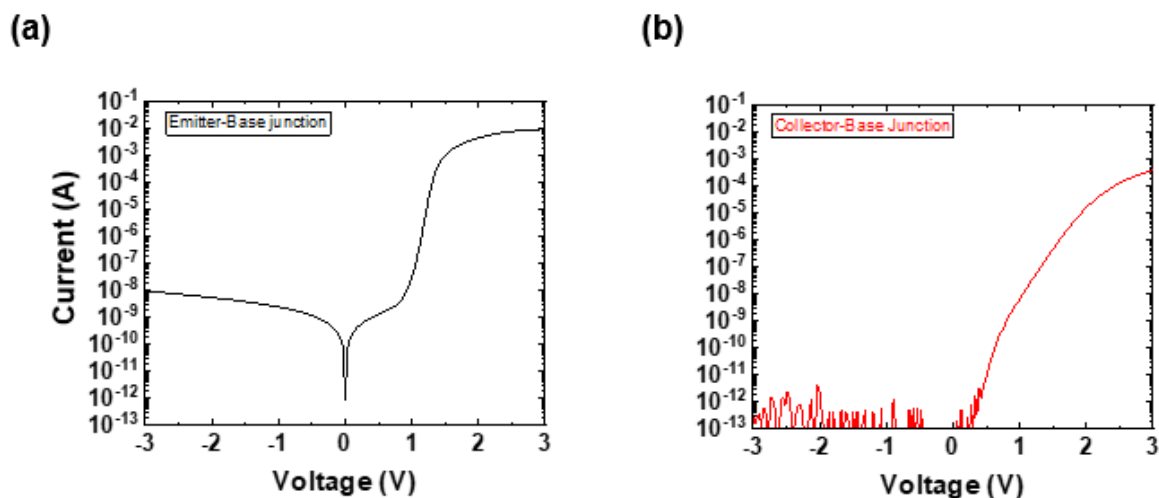 (a)
(b)
Emitter-Base junction
Current (A)
10-1
10-2
10-3
10-4
10-5
10-6
10-7
10-8
10-9
10-10
10-11
10-12
10-13
-3 -2 -1 0 1 2 3
Voltage (V)
Collector-Base Junction
10-1
10-2
10-3
10-4
10-5
10-6
10-7
10-8
10-9
10-10
10-11
10-12
10-13
-3 -2 -1 0 1 2 3
Voltage (V)